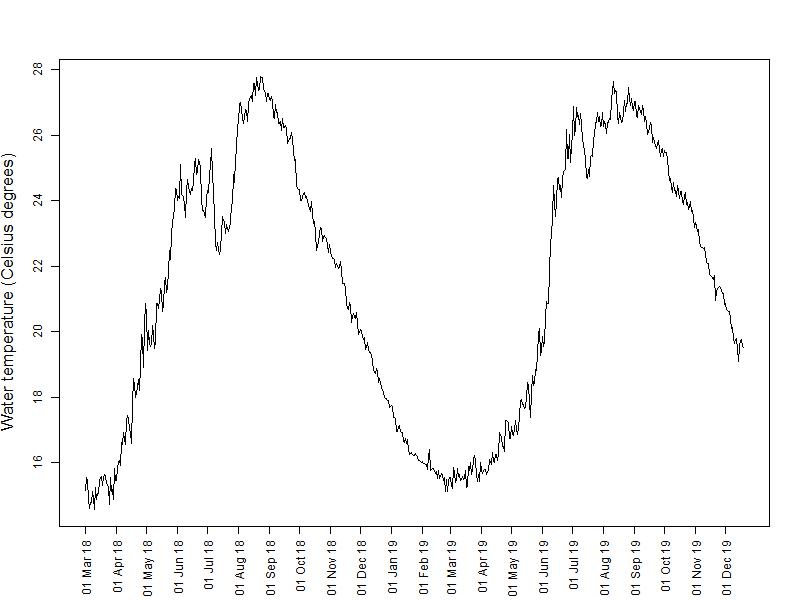 Water temperature (Celsius degrees)
28
26
24
22
20
18
16
01 Mar 18
01 Apr 18
01 May 18
01 Jun 18
01 Jul 18
01 Aug 18
01 Sep 18
01 Oct 18
01 Nov 18
01 Dec 18
01 Jan 19
01 Feb 19
01 Mar 19
01 Apr 19
01 May 19
01 Jun 19
01 Jul 19
01 Aug 19
01 Sep 19
01 Oct 19
01 Nov 19
01 Dec 19